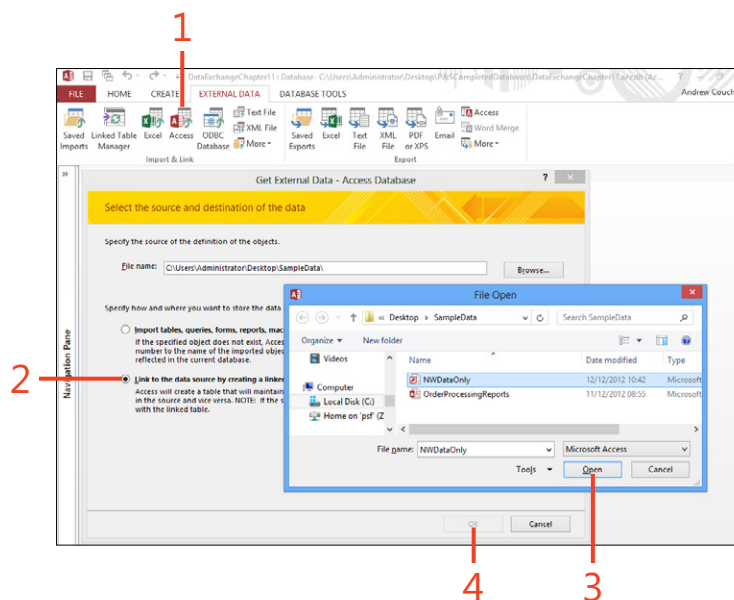 1
DataExchangeChapter11 : Database- C:\Users\Administrator\Desktop\PBSCompletedDatabases\DataExchangeChapter11.accdb (Ac... ?
FILE HOME CREATE EXTERNAL DATA DATABASE TOOLS Andrew Couch
Saved Imports
Linked Table Manager
Excel
Access
ODBC Database
Text File
XML File
More
Import & Link
Saved Exports
Excel
Text File
XML File
PDF or XPS
Email
Access
Word Merge
More
Export
»
Navigation Pane
Get External Data - Access Database ?
Select the source and destination of the data
Specify the source of the definition of the objects.
File name: C:\Users\Administrator\Desktop\SampleData\ Browse...
Specify how and where you want to store the data
Import tables, queries, forms, reports, mac
If the specified object does not exist, Acces
number to the name of the imported objec
reflected in the current database.
2
Link to the data source by creating a linke
Access will create a table that will maintain
in the source and vice versa. NOTE: If the s
with the linked table.
File Open
« Desktop SampleData Search SampleData
Organize New folder
Videos
Computer
Local Disk (C:)
Home on 'psf' (Z
Name Date modified Type
NWDataOnly 12/12/2012 10:42 Microsoft
OrderProcessingReports 11/12/2012 08:55 Microsoft
File name: NWDataOnly Microsoft Access
Tools Open Cancel
OK Cancel
4 3